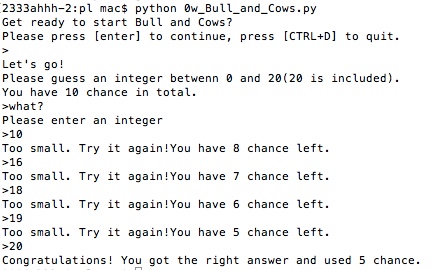 [2333ahhh-2:pl mac$ python 0w_Bull_and_Cows.py
Get ready to start Bull and Cows?
Please press [enter] to continue, press [CTRL+D] to quit.
>
Let's go!
Please guess an integer betwenn 0 and 20(20 is included).
You have 10 chance in total.
>what?
Please enter an integer
>10
Too small. Try it again!You have 8 chance left.
>16
Too small. Try it again!You have 7 chance left.
>18
Too small. Try it again!You have 6 chance left.
>19
Too small. Try it again!You have 5 chance left.
>20
Congratulations! You got the right answer and used 5 chance.